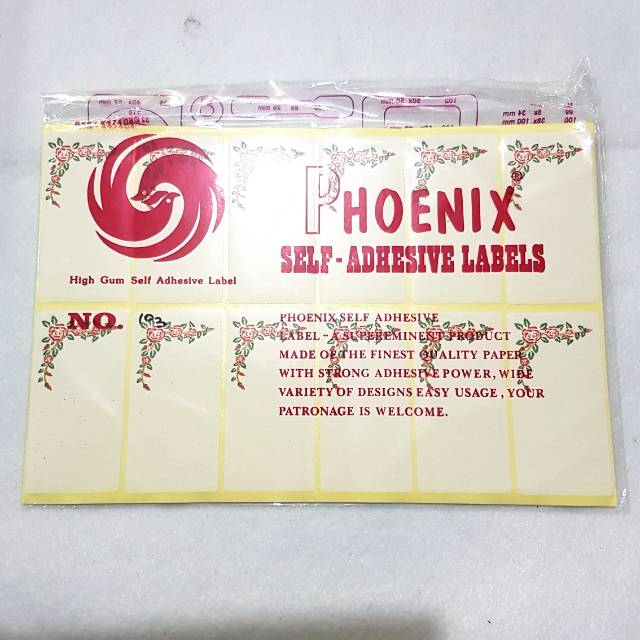 PHOENIX®
SELF-ADHESIVE LABELS
High Gum Self Adhesive Label
NO. 193
PHOENIX SELF ADHESIVE
LABEL - A SUPEREMINENT PRODUCT
MADE OF THE FINEST QUALITY PAPER
WITH STRONG ADHESIVE POWER, WIDE
VARIETY OF DESIGNS EASY USAGE, YOUR
PATRONAGE IS WELCOME.